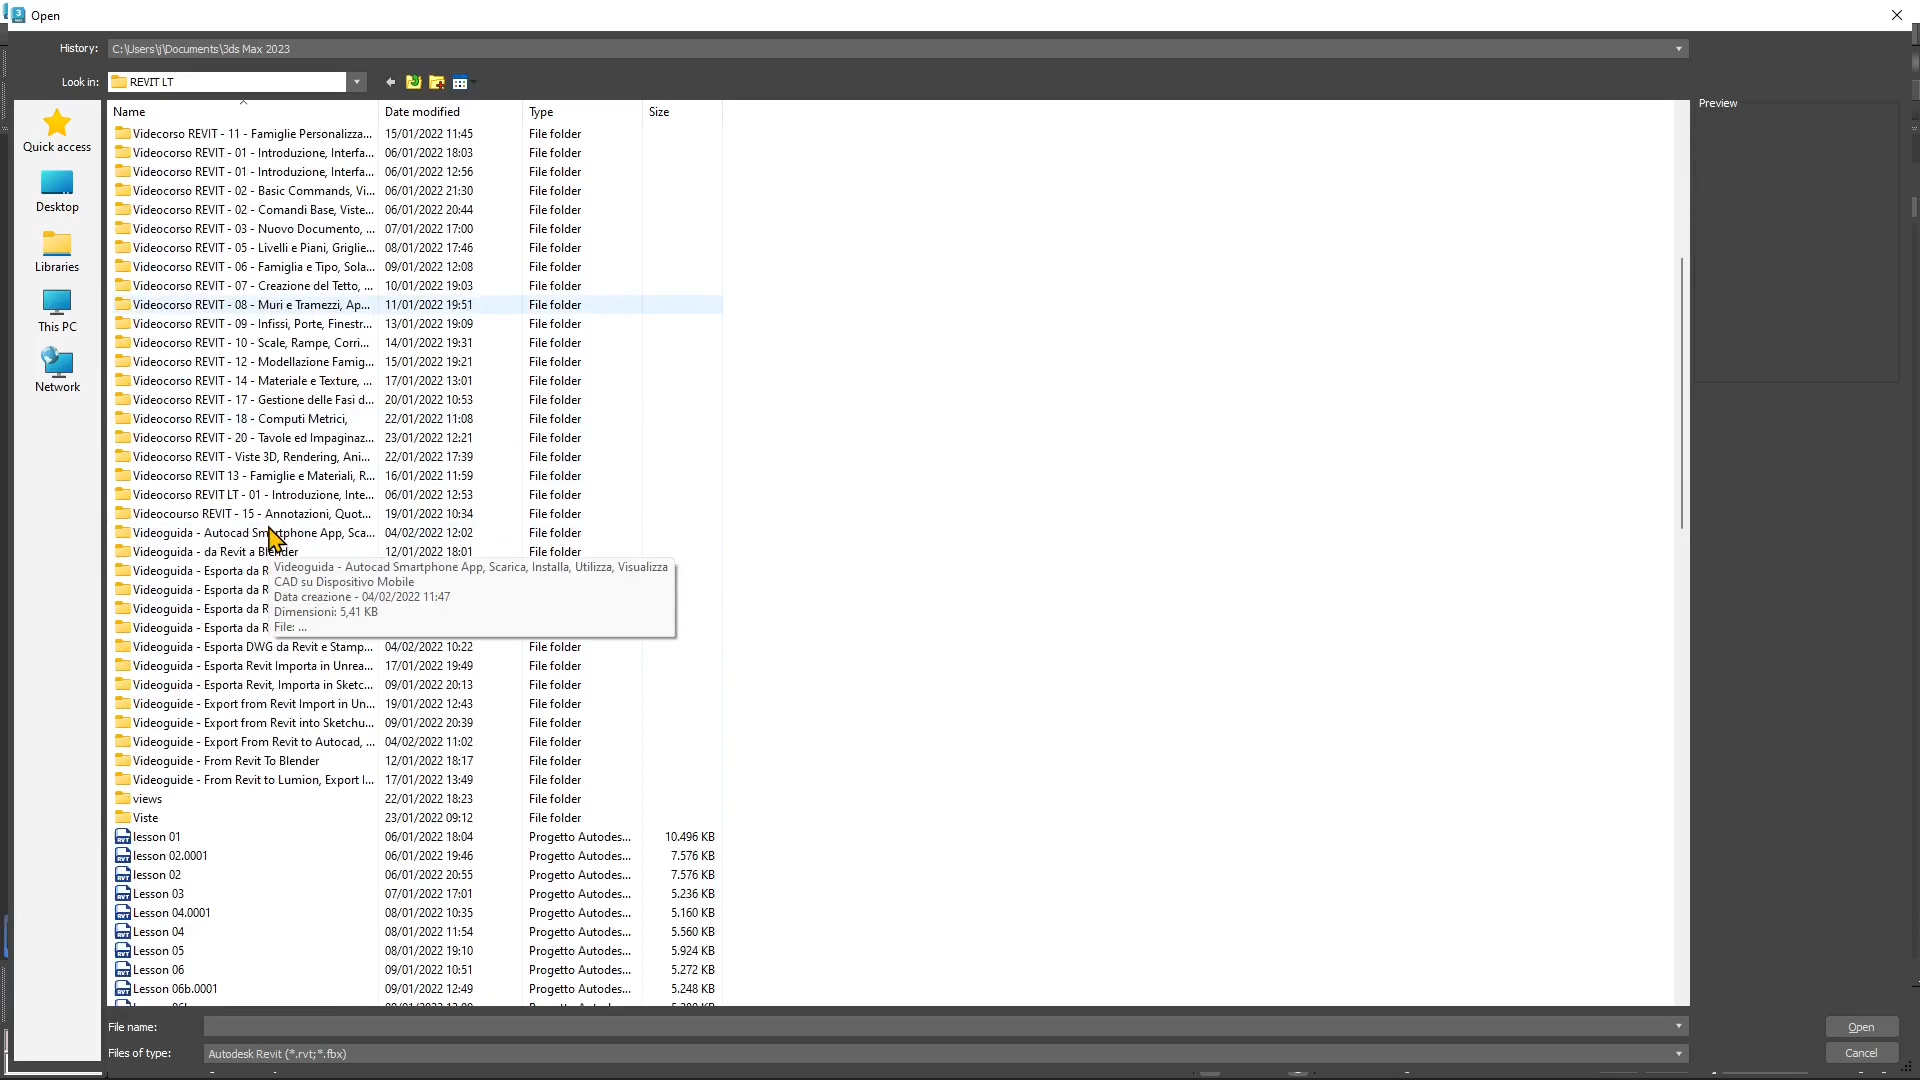 Open
History: C:\Users\j\Documents\3ds Max 2023
Look in: REVIT LT
Name Date modified Type Size
Preview
Quick access
Desktop
Libraries
This PC
Network
Videocorso REVIT - 11 - Famiglie Personalizza... 15/01/2022 11:45 File folder
Videocorso REVIT - 01 - Introduzione, Interfa... 06/01/2022 18:03 File folder
Videocorso REVIT - 01 - Introduzione, Interfa... 06/01/2022 12:56 File folder
Videocorso REVIT - 02 - Basic Commands, Vi... 06/01/2022 21:30 File folder
Videocorso REVIT - 02 - Comandi Base, Viste... 06/01/2022 20:44 File folder
Videocorso REVIT - 03 - Nuovo Documento, ... 07/01/2022 17:00 File folder
Videocorso REVIT - 05 - Livelli e Piani, Griglie... 08/01/2022 17:46 File folder
Videocorso REVIT - 06 - Famiglia e Tipo, Sola... 09/01/2022 12:08 File folder
Videocorso REVIT - 07 - Creazione del Tetto, ... 10/01/2022 19:03 File folder
Videocorso REVIT - 08 - Muri e Tramezzi, Ap... 11/01/2022 19:51 File folder
Videocorso REVIT - 09 - Infissi, Porte, Finestr... 13/01/2022 19:09 File folder
Videocorso REVIT - 10 - Scale, Rampe, Corri... 14/01/2022 19:31 File folder
Videocorso REVIT - 12 - Modellazione Famig... 15/01/2022 19:21 File folder
Videocorso REVIT - 14 - Materiale e Texture, ... 17/01/2022 13:01 File folder
Videocorso REVIT - 17 - Gestione delle Fasi d... 20/01/2022 10:53 File folder
Videocorso REVIT - 18 - Computi Metrici, 22/01/2022 11:08 File folder
Videocorso REVIT - 20 - Tavole ed Impaginaz... 23/01/2022 12:21 File folder
Videocorso REVIT - Viste 3D, Rendering, Ani... 22/01/2022 17:39 File folder
Videocorso REVIT 13 - Famiglie e Materiali, R... 16/01/2022 11:59 File folder
Videocorso REVIT LT - 01 - Introduzione, Inte... 06/01/2022 12:53 File folder
Videocourso REVIT - 15 - Annotazioni, Quot... 19/01/2022 10:34 File folder
Videoguida - Autocad Smartphone App, Sca... 04/02/2022 12:02 File folder
Videoguida - da Revit a Blender 12/01/2022 18:01 File folder
Videoguida - Esporta da R
Videoguida - Esporta da R
Videoguida - Esporta da R
Videoguida - Esporta da R
Videoguida - Autocad Smartphone App, Scarica, Installa, Utilizza, Visualizza
CAD su Dispositivo Mobile
Data creazione - 04/02/2022 11:47
Dimensioni: 5,41 KB
File: ...
Videoguida - Esporta DWG da Revit e Stamp... 04/02/2022 10:22 File folder
Videoguida - Esporta Revit Importa in Unrea... 17/01/2022 19:49 File folder
Videoguida - Esporta Revit, Importa in Sketc... 09/01/2022 20:13 File folder
Videoguide - Export from Revit Import in Un... 19/01/2022 12:43 File folder
Videoguide - Export from Revit into Sketchu... 09/01/2022 20:39 File folder
Videoguide - Export From Revit to Autocad, ... 04/02/2022 11:02 File folder
Videoguide - From Revit To Blender 12/01/2022 18:17 File folder
Videoguide - From Revit to Lumion, Export I... 17/01/2022 13:49 File folder
views 22/01/2022 18:23 File folder
Viste 23/01/2022 09:12 File folder
lesson 01 06/01/2022 18:04 Progetto Autodes... 10.496 KB
lesson 02.0001 06/01/2022 19:46 Progetto Autodes... 7.576 KB
lesson 02 06/01/2022 20:55 Progetto Autodes... 7.576 KB
Lesson 03 07/01/2022 17:01 Progetto Autodes... 5.236 KB
Lesson 04.0001 08/01/2022 10:35 Progetto Autodes... 5.160 KB
Lesson 04 08/01/2022 11:54 Progetto Autodes... 5.560 KB
Lesson 05 08/01/2022 19:10 Progetto Autodes... 5.924 KB
Lesson 06 09/01/2022 10:51 Progetto Autodes... 5.272 KB
Lesson 06b.0001 09/01/2022 12:49 Progetto Autodes... 5.248 KB
File name:
Open
Files of type: Autodesk Revit (*.rvt;*.fbx)
Cancel